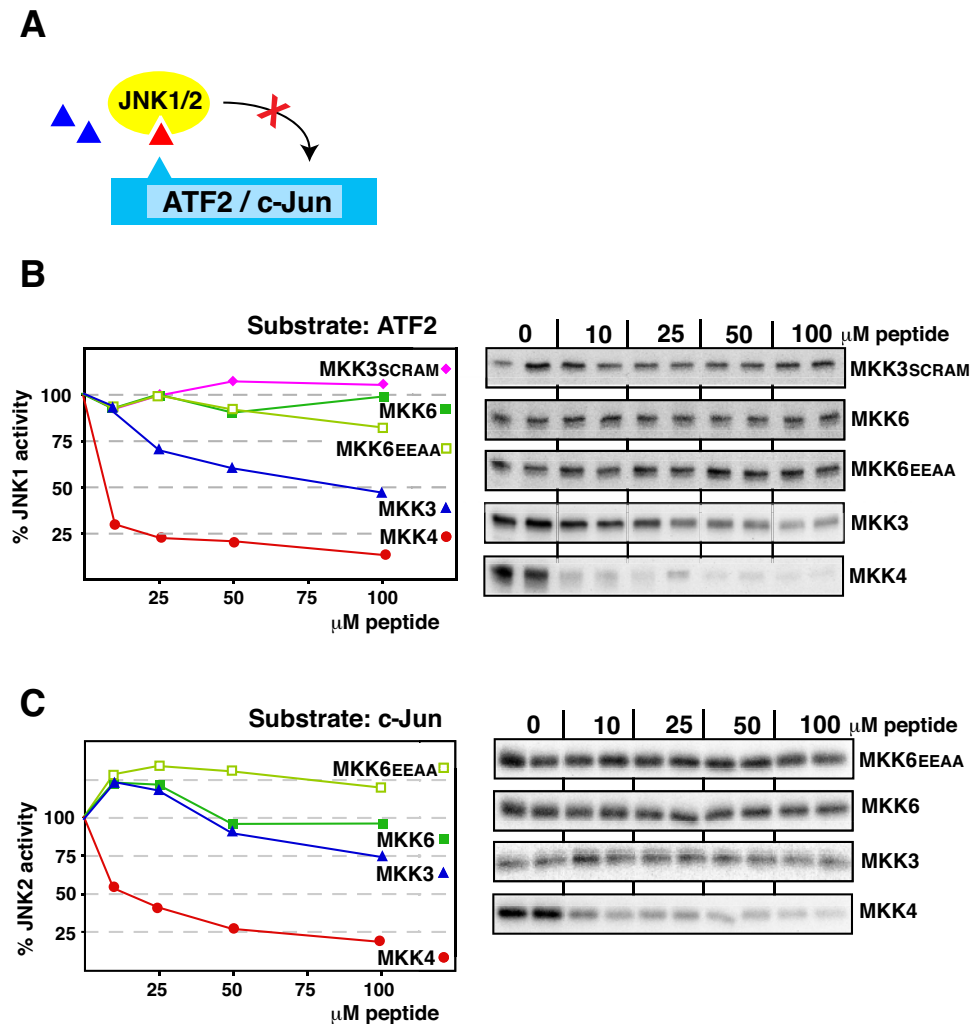 A
JNK1/2
ATF2 / c-Jun
B
Substrate: ATF2
% JNK1 activity
100
75
50
25
MKK3SCRAM
MKK6
MKK6EEAA
MKK3
MKK4
25 50 75 100
μM peptide
0 10 25 50 100 μM peptide
MKK3SCRAM
MKK6
MKK6EEAA
MKK3
MKK4
C
Substrate: c-Jun
% JNK2 activity
100
75
50
25
MKK6EEAA
MKK6
MKK3
MKK4
25 50 75 100
μM peptide
0 10 25 50 100 μM peptide
MKK6EEAA
MKK6
MKK3
MKK4